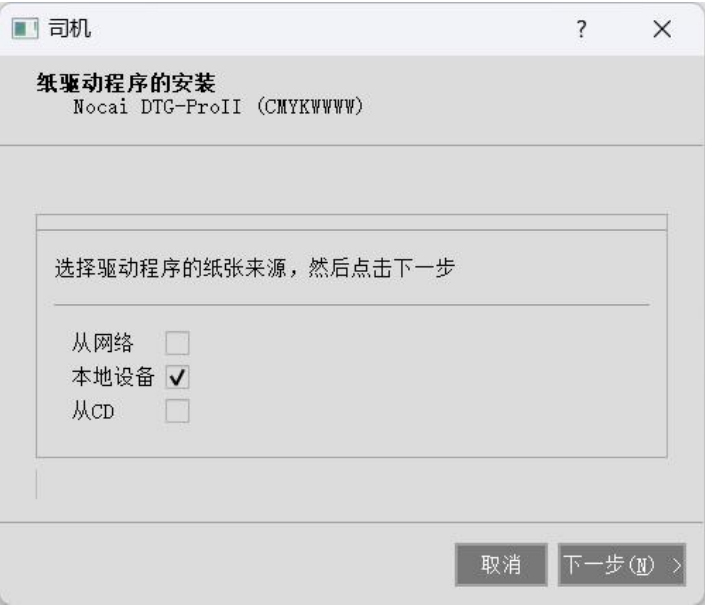 司机
?
纸驱动程序的安装
Nocai DTG-ProII (CMYKWWWW)
选择驱动程序的纸张来源，然后点击下一步
从网络
本地设备
从CD
取消
下一步(N) >